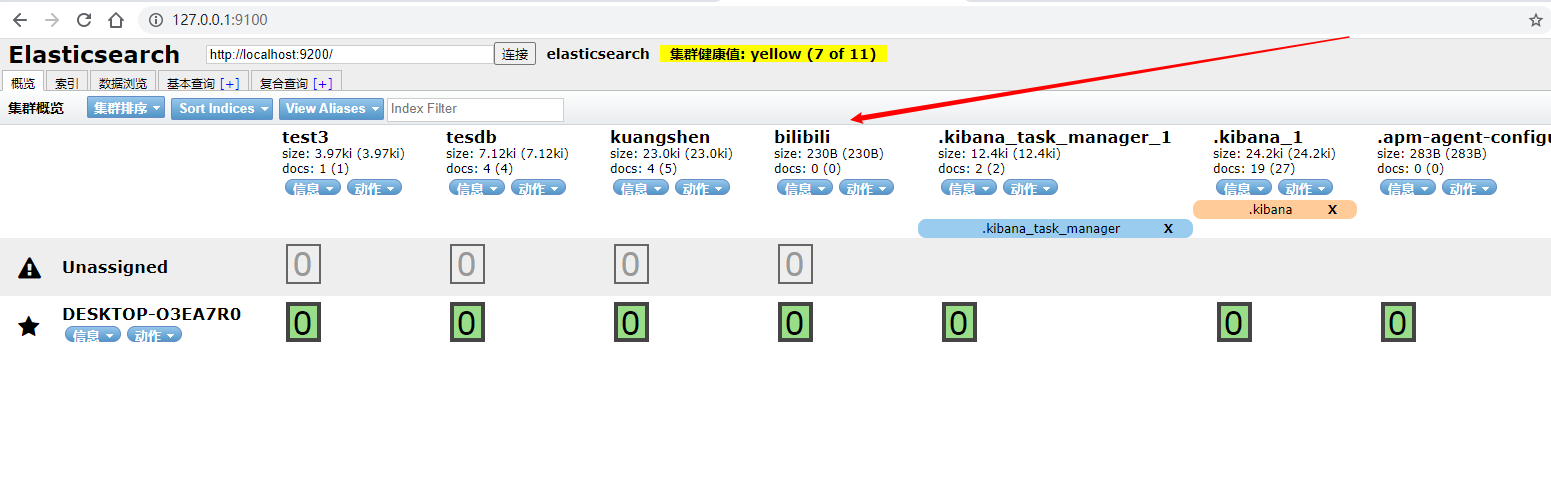 127.0.0.1:9100
Elasticsearch http://localhost:9200/ 连接 elasticsearch 集群健康值: yellow (7 of 11)
概览 索引 数据浏览 基本查询 [+] 复合查询 [+]
集群概览 集群排序 Sort Indices View Aliases Index Filter
test3 tesdb kuangshen bilibili .kibana_task_manager_1 .kibana_1 .apm-agent-configu
size: 3.97ki (3.97ki) size: 7.12ki (7.12ki) size: 23.0ki (23.0ki) size: 230B (230B) size: 12.4ki (12.4ki) size: 24.2ki (24.2ki) size: 283B (283B)
docs: 1 (1) docs: 4 (4) docs: 4 (5) docs: 0 (0) docs: 2 (2) docs: 19 (27) docs: 0 (0)
信息 动作 信息 动作 信息 动作 信息 动作 信息 动作 信息 动作 信息 动作
.kibana X
.kibana_task_manager X
Unassigned 0 0 0 0
DESKTOP-O3EA7R0 0 0 0 0 0 0 0
信息 动作